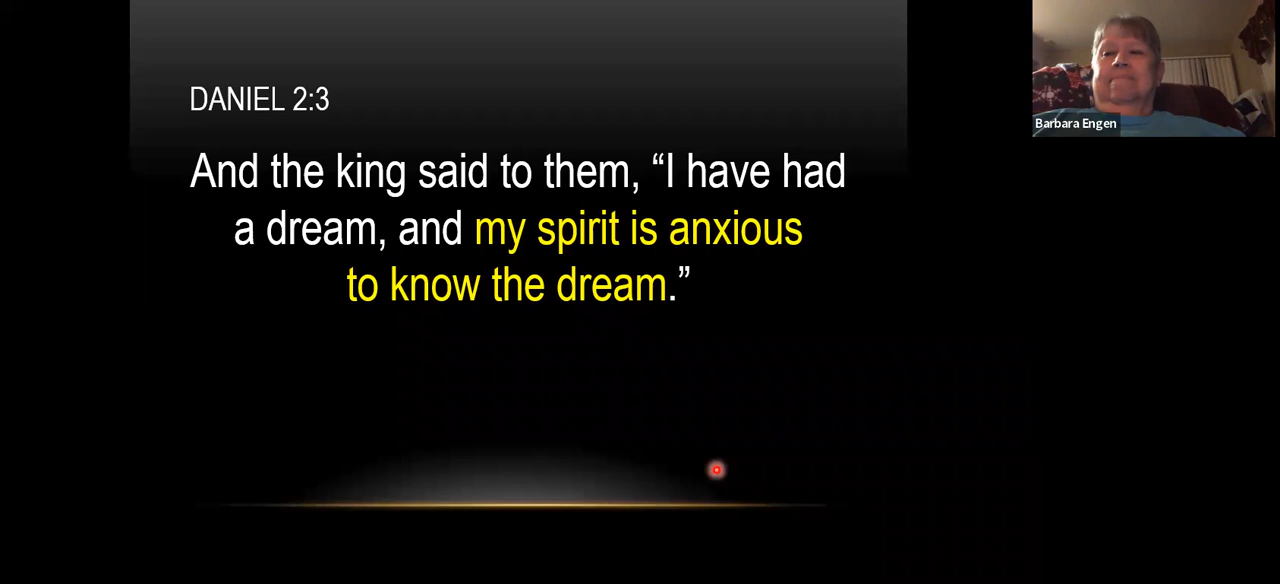 DANIEL 2:3
And the king said to them, “I have had
a dream, and my spirit is anxious
to know the dream.”
Barbara Engen